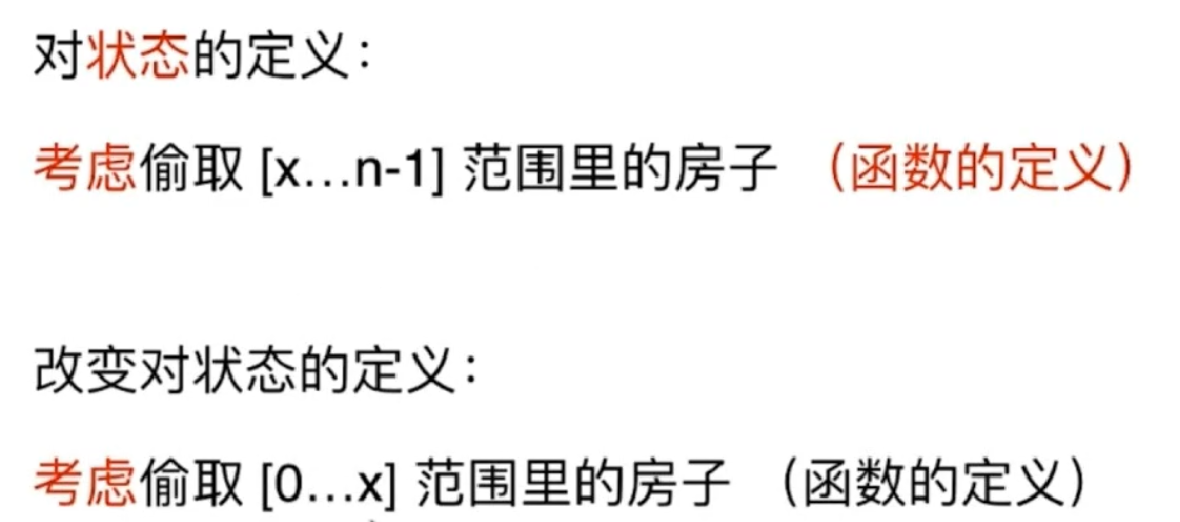 对状态的定义：
考虑偷取 [x...n-1] 范围里的房子 （函数的定义）
改变对状态的定义：
考虑偷取 [0...x] 范围里的房子 （函数的定义）